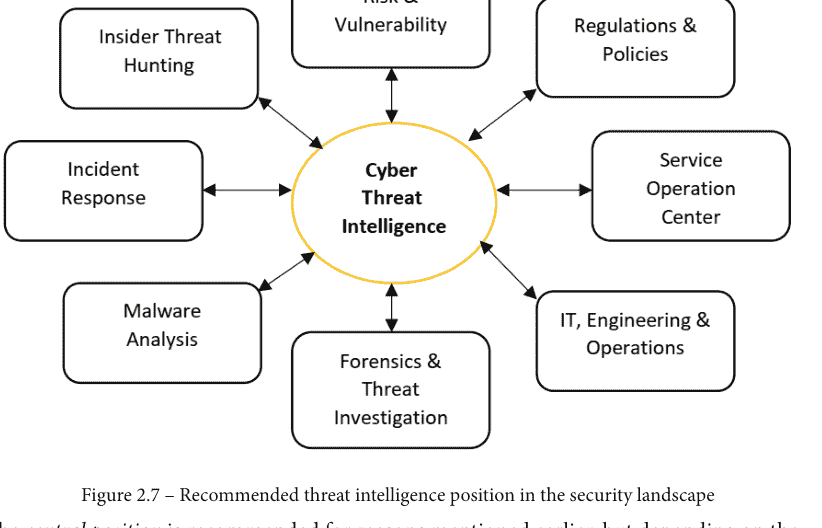 Risk &
Vulnerability
Regulations &
Policies
Insider Threat
Hunting
Incident
Response
Cyber
Threat
Intelligence
Service
Operation
Center
Malware
Analysis
Forensics &
Threat
Investigation
IT, Engineering &
Operations
Figure 2.7 – Recommended threat intelligence position in the security landscape